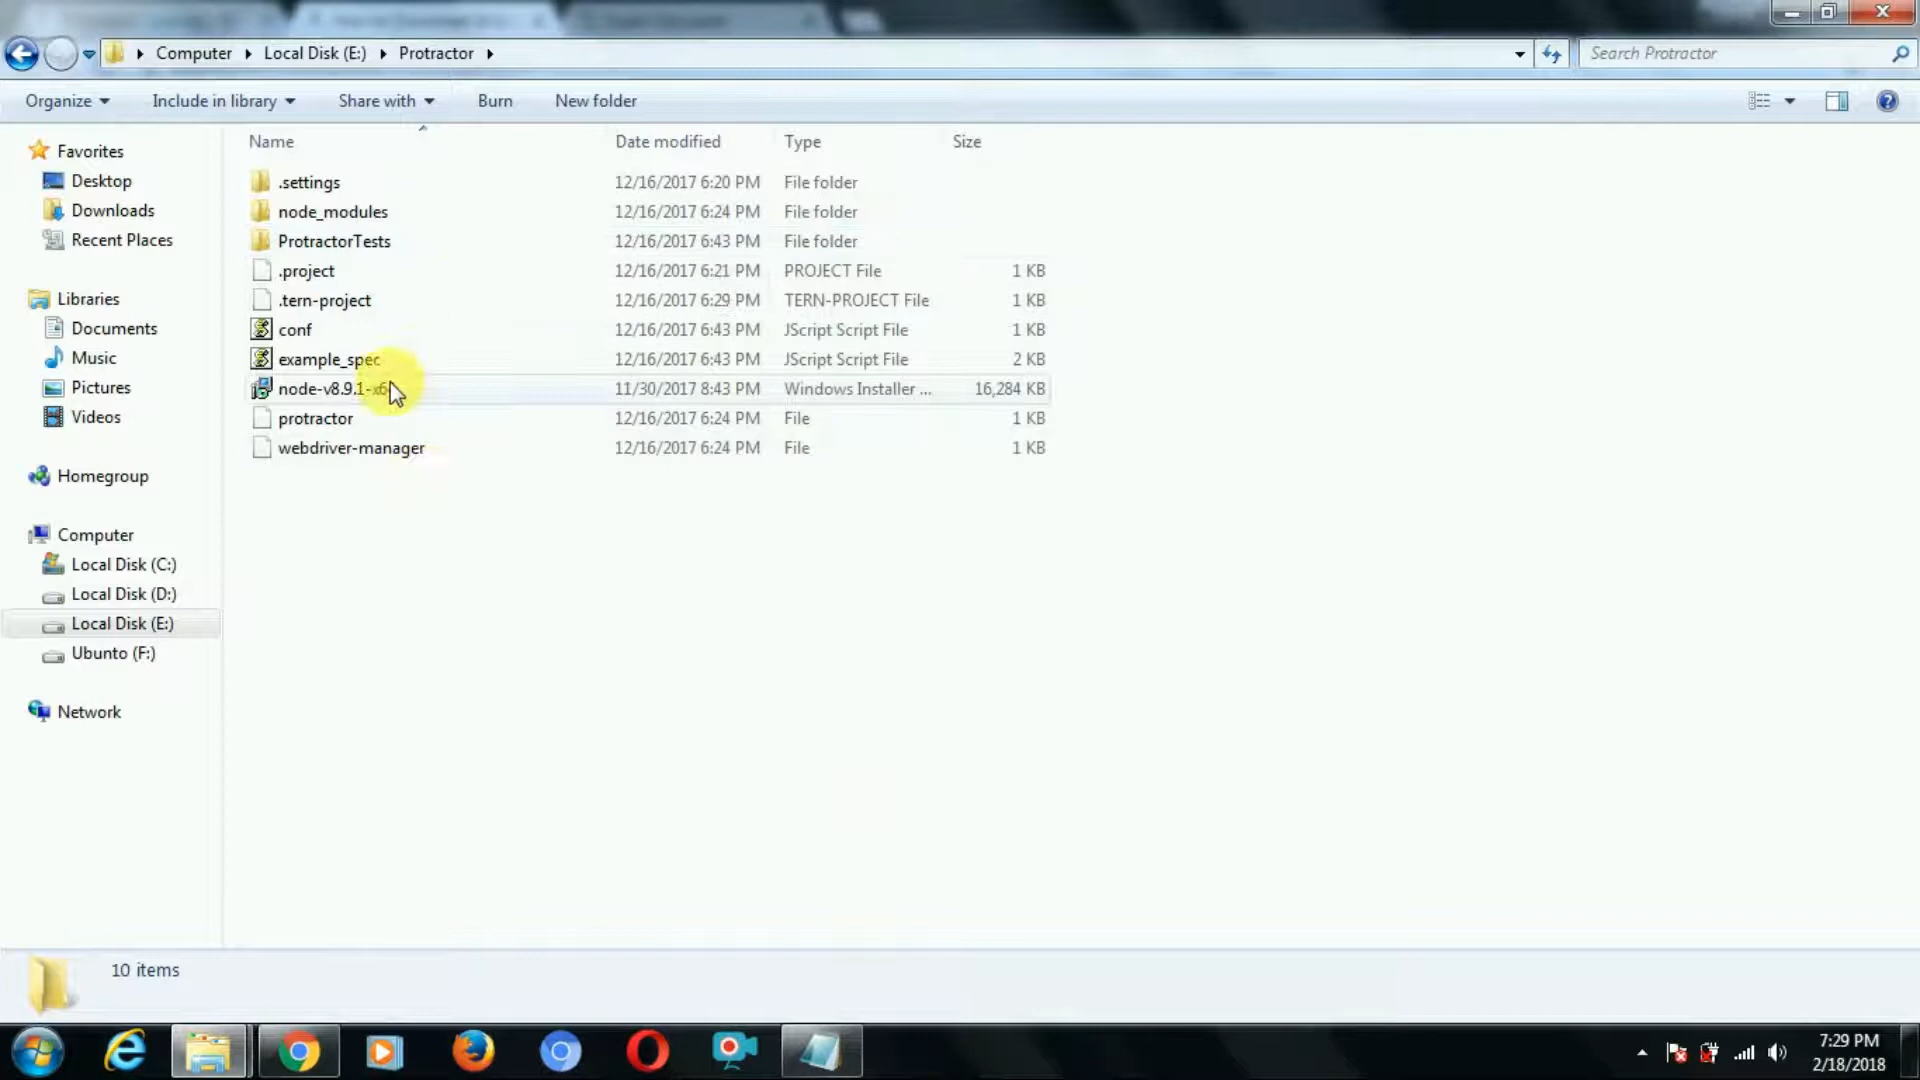 Computer Local Disk (E:) Protractor
Search Protractor
Organize Include in library Share with Burn New folder
Name Date modified Type Size
Favorites
Desktop
Downloads
Recent Places
Libraries
Documents
Music
Pictures
Videos
Homegroup
Computer
Local Disk (C:)
Local Disk (D:)
Local Disk (E:)
Ubunto (F:)
Network
.settings 12/16/2017 6:20 PM File folder
node_modules 12/16/2017 6:24 PM File folder
ProtractorTests 12/16/2017 6:43 PM File folder
.project 12/16/2017 6:21 PM PROJECT File 1 KB
.tern-project 12/16/2017 6:29 PM TERN-PROJECT File 1 KB
conf 12/16/2017 6:43 PM JScript Script File 1 KB
example_spec 12/16/2017 6:43 PM JScript Script File 2 KB
node-v8.9.1-x6 11/30/2017 8:43 PM Windows Installer ... 16,284 KB
protractor 12/16/2017 6:24 PM File 1 KB
webdriver-manager 12/16/2017 6:24 PM File 1 KB
10 items
7:29 PM
2/18/2018